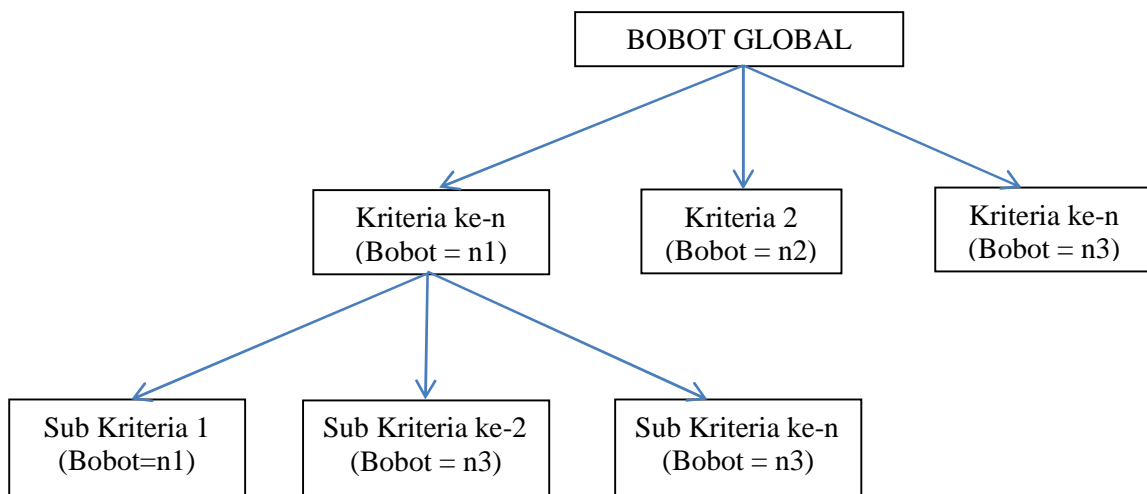 BOBOT GLOBAL
Kriteria ke-n
(Bobot = n1)
Kriteria 2
(Bobot = n2)
Kriteria ke-n
(Bobot = n3)
Sub Kriteria 1
(Bobot=n1)
Sub Kriteria ke-2
(Bobot = n3)
Sub Kriteria ke-n
(Bobot = n3)